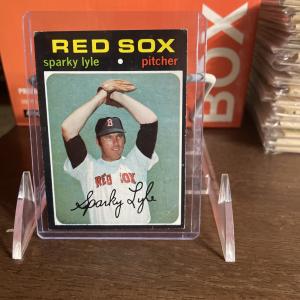 RED SOX
sparky lyle • pitcher
B
RED SOX
Sparky Lyle
BOX